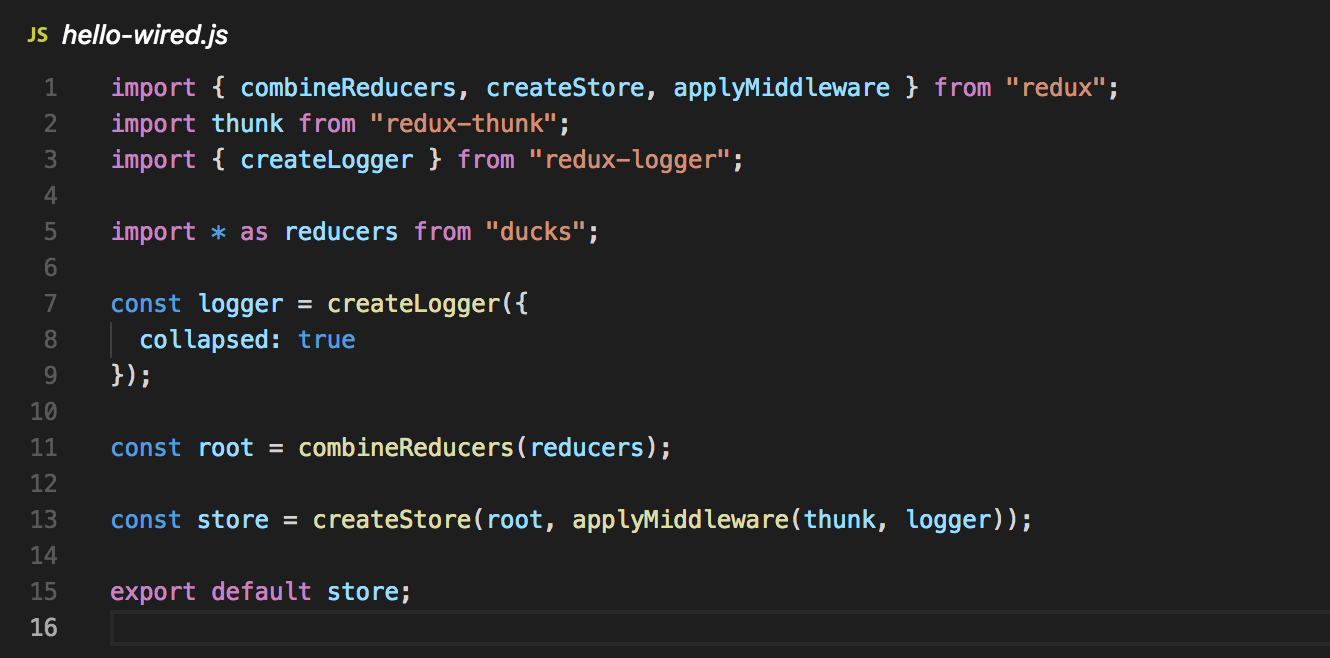 JS hello-wired.js
1 import { combineReducers, createStore, applyMiddleware } from "redux";
2 import thunk from "redux-thunk";
3 import { createLogger } from "redux-logger";
4
5 import * as reducers from "ducks";
6
7 const logger = createLogger({
8   collapsed: true
9 });
10
11 const root = combineReducers(reducers);
12
13 const store = createStore(root, applyMiddleware(thunk, logger));
14
15 export default store;
16